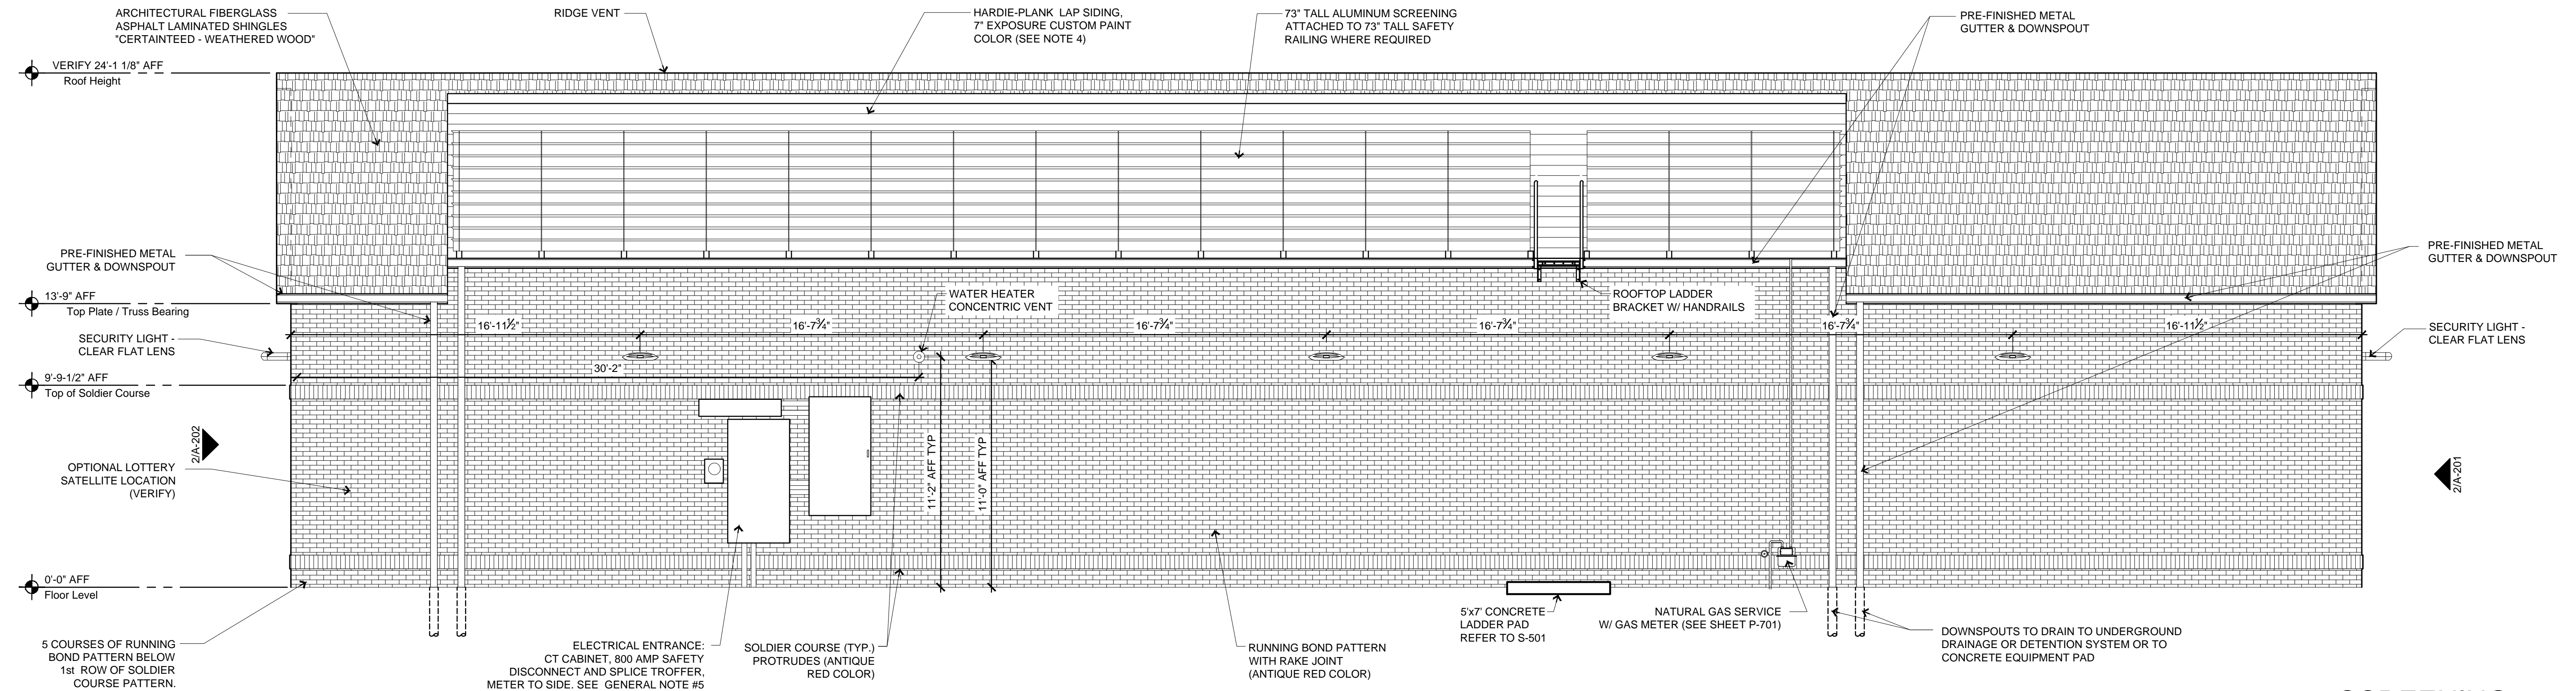 ARCHITECTURAL FIBERGLASS
ASPHALT LAMINATED SHINGLES
"CERTAINTEED - WEATHERED WOOD"
RIDGE VENT
HARDIE-PLANK LAP SIDING,
7" EXPOSURE CUSTOM PAINT
COLOR (SEE NOTE 4)
73" TALL ALUMINUM SCREENING
ATTACHED TO 73" TALL SAFETY
RAILING WHERE REQUIRED
PRE-FINISHED METAL
GUTTER & DOWNSPOUT
VERIFY 24'-1 1/8" AFF
Roof Height
PRE-FINISHED METAL
GUTTER & DOWNSPOUT
PRE-FINISHED METAL
GUTTER & DOWNSPOUT
13'-9" AFF
Top Plate / Truss Bearing
WATER HEATER
CONCENTRIC VENT
ROOFTOP LADDER
BRACKET W/ HANDRAILS
16'-11½"
16'-7¾"
16'-7¾"
16'-7¾"
16'-7¾"
16'-11½"
SECURITY LIGHT -
CLEAR FLAT LENS
SECURITY LIGHT -
CLEAR FLAT LENS
30'-2"
9'-9-1/2" AFF
Top of Soldier Course
2/A-202
11'-2" AFF TYP
11'-0" AFF TYP
2/A-201
OPTIONAL LOTTERY
SATELLITE LOCATION
(VERIFY)
0'-0" AFF
Floor Level
5 COURSES OF RUNNING
BOND PATTERN BELOW
1st ROW OF SOLDIER
COURSE PATTERN.
ELECTRICAL ENTRANCE:
CT CABINET, 800 AMP SAFETY
DISCONNECT AND SPLICE TROFFER,
METER TO SIDE. SEE GENERAL NOTE #5
SOLDIER COURSE (TYP.)
PROTRUDES (ANTIQUE
RED COLOR)
RUNNING BOND PATTERN
WITH RAKE JOINT
(ANTIQUE RED COLOR)
5'x7' CONCRETE
LADDER PAD
REFER TO S-501
NATURAL GAS SERVICE
W/ GAS METER (SEE SHEET P-701)
DOWNSPOUTS TO DRAIN TO UNDERGROUND
DRAINAGE OR DETENTION SYSTEM OR TO
CONCRETE EQUIPMENT PAD